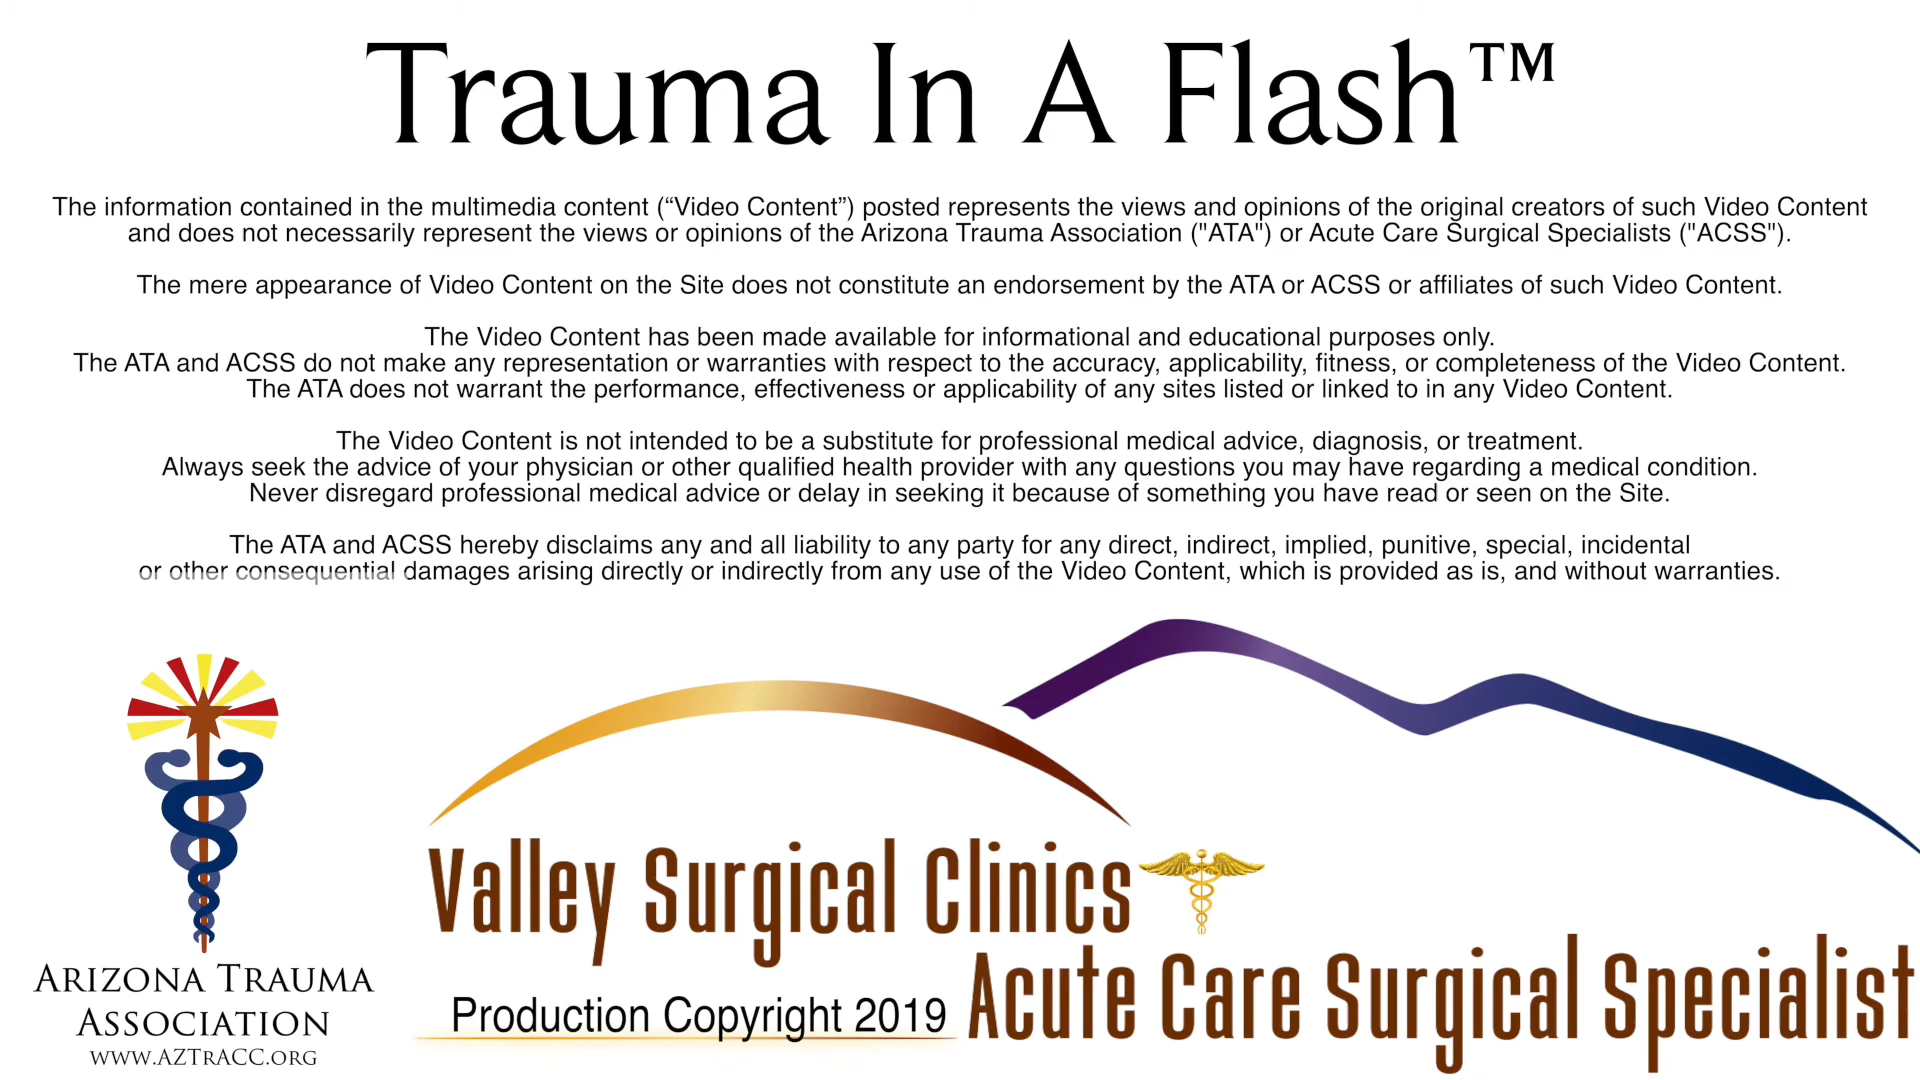 Trauma In A Flash™
The information contained in the multimedia content (“Video Content”) posted represents the views and opinions of the original creators of such Video Content
and does not necessarily represent the views or opinions of the Arizona Trauma Association ("ATA") or Acute Care Surgical Specialists ("ACSS").
The mere appearance of Video Content on the Site does not constitute an endorsement by the ATA or ACSS or affiliates of such Video Content.
The Video Content has been made available for informational and educational purposes only.
The ATA and ACSS do not make any representation or warranties with respect to the accuracy, applicability, fitness, or completeness of the Video Content.
The ATA does not warrant the performance, effectiveness or applicability of any sites listed or linked to in any Video Content.
The Video Content is not intended to be a substitute for professional medical advice, diagnosis, or treatment.
Always seek the advice of your physician or other qualified health provider with any questions you may have regarding a medical condition.
Never disregard professional medical advice or delay in seeking it because of something you have read or seen on the Site.
The ATA and ACSS hereby disclaims any and all liability to any party for any direct, indirect, implied, punitive, special, incidental
or other consequential damages arising directly or indirectly from any use of the Video Content, which is provided as is, and without warranties.
Valley Surgical Clinics
Acute Care Surgical Specialist
Production Copyright 2019
Arizona Trauma
Association
www.AZTrACC.org